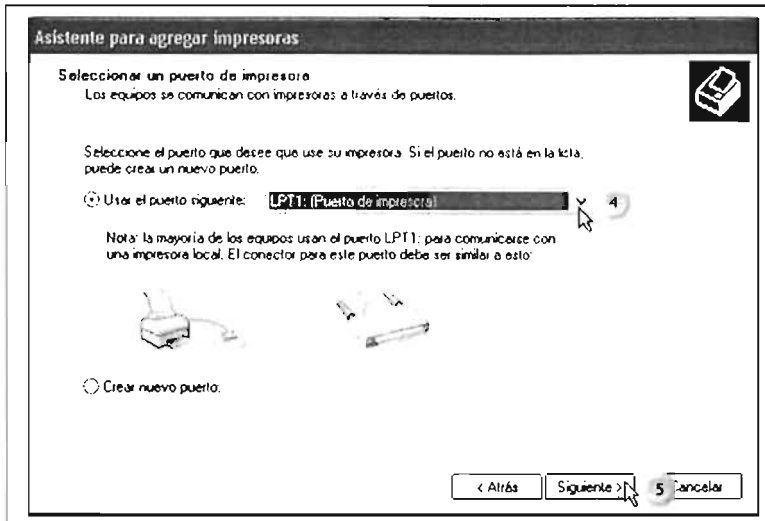 Asistente para agregar impresoras
Seleccionar un puerto de impresora
Los equipos se comunican con impresoras a través de puertos.
Seleccione el puerto que desee que use su impresora. Si el puerto no está en la lista,
puede crear un nuevo puerto.
Usar el puerto siguiente: LPT1: (Puerto de impresora) 4
Nota: la mayoría de los equipos usan el puerto LPT1: para comunicarse con
una impresora local. El conector para este puerto debe ser similar a esto:
Crear nuevo puerto:
< Atrás Siguiente > 5 Cancelar